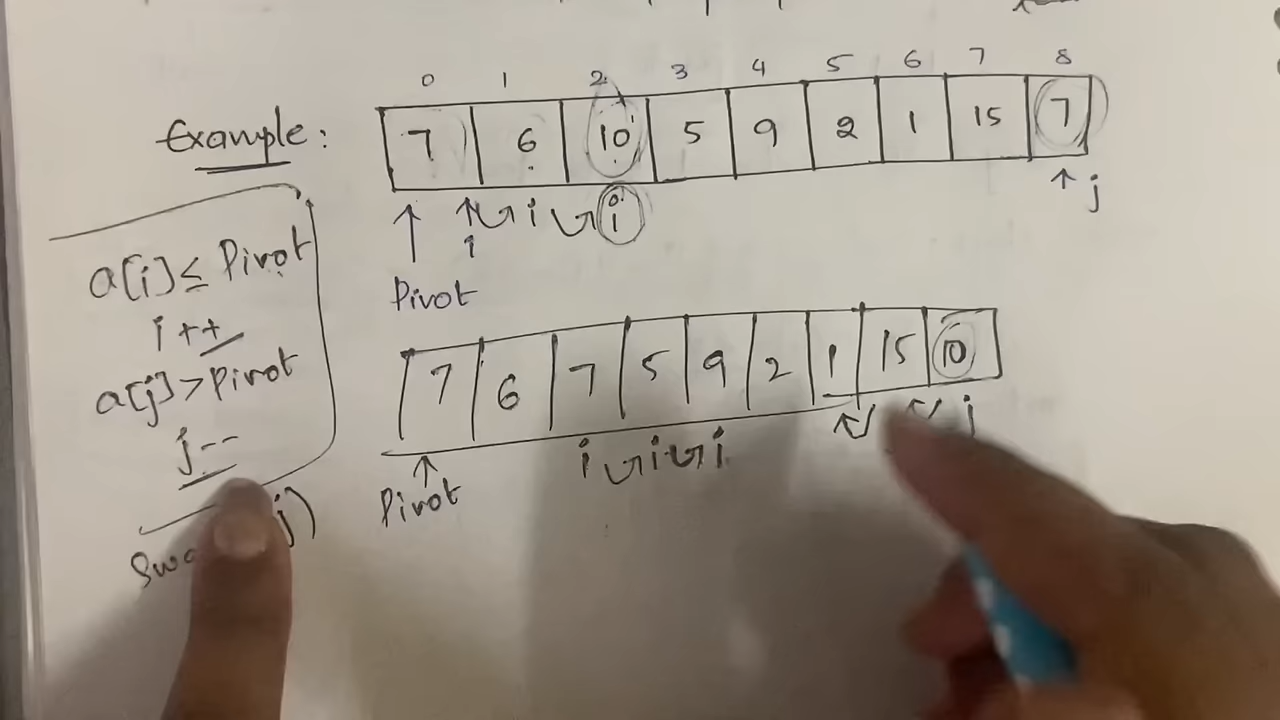 0 1 2 3 4 5 6 7 8
Example: 7 6 10 5 9 2 1 15 7
i i j
i
Pivot
a[i] ≤ Pivot
i++
a[j] > Pivot
j--
j)
7 6 7 5 9 2 1 15 10
i i i j
Pivot